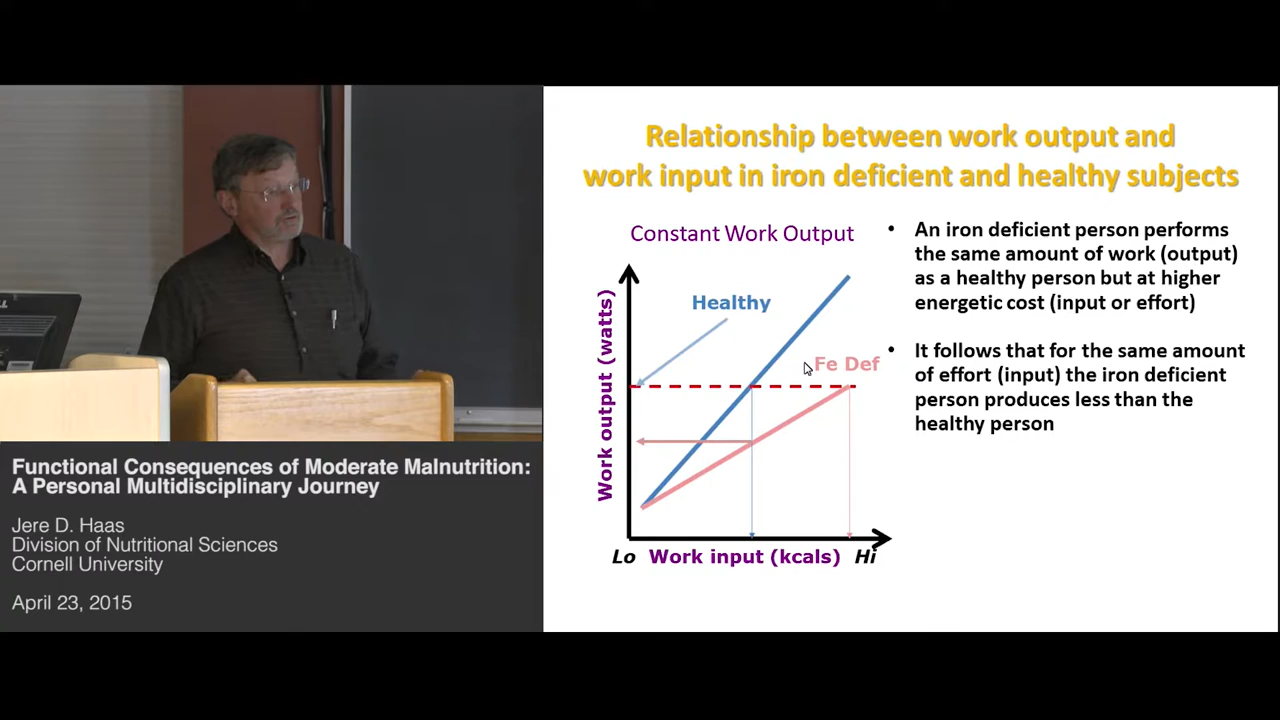 Relationship between work output and
work input in iron deficient and healthy subjects
Constant Work Output
Healthy
Fe Def
Work output (watts)
Lo Work input (kcals) Hi
• An iron deficient person performs
the same amount of work (output)
as a healthy person but at higher
energetic cost (input or effort)
• It follows that for the same amount
of effort (input) the iron deficient
person produces less than the
healthy person
Functional Consequences of Moderate Malnutrition:
A Personal Multidisciplinary Journey
Jere D. Haas
Division of Nutritional Sciences
Cornell University
April 23, 2015